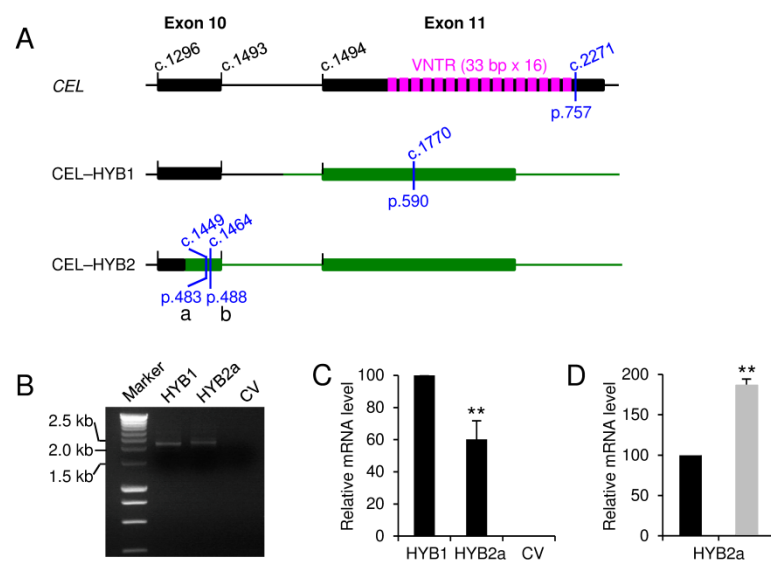 A
Exon 10
Exon 11
c.1296
c.1493
c.1494
VNTR (33 bp x 16)
c.2271
CEL
p.757
c.1770
CEL–HYB1
p.590
c.1449
c.1464
CEL–HYB2
p.483
p.488
a
b
B
Marker
HYB1
HYB2a
CV
2.5 kb
2.0 kb
1.5 kb
C
Relative mRNA level
100
80
60
40
20
0
**
HYB1
HYB2a
CV
D
Relative mRNA level
200
150
100
50
0
**
HYB2a